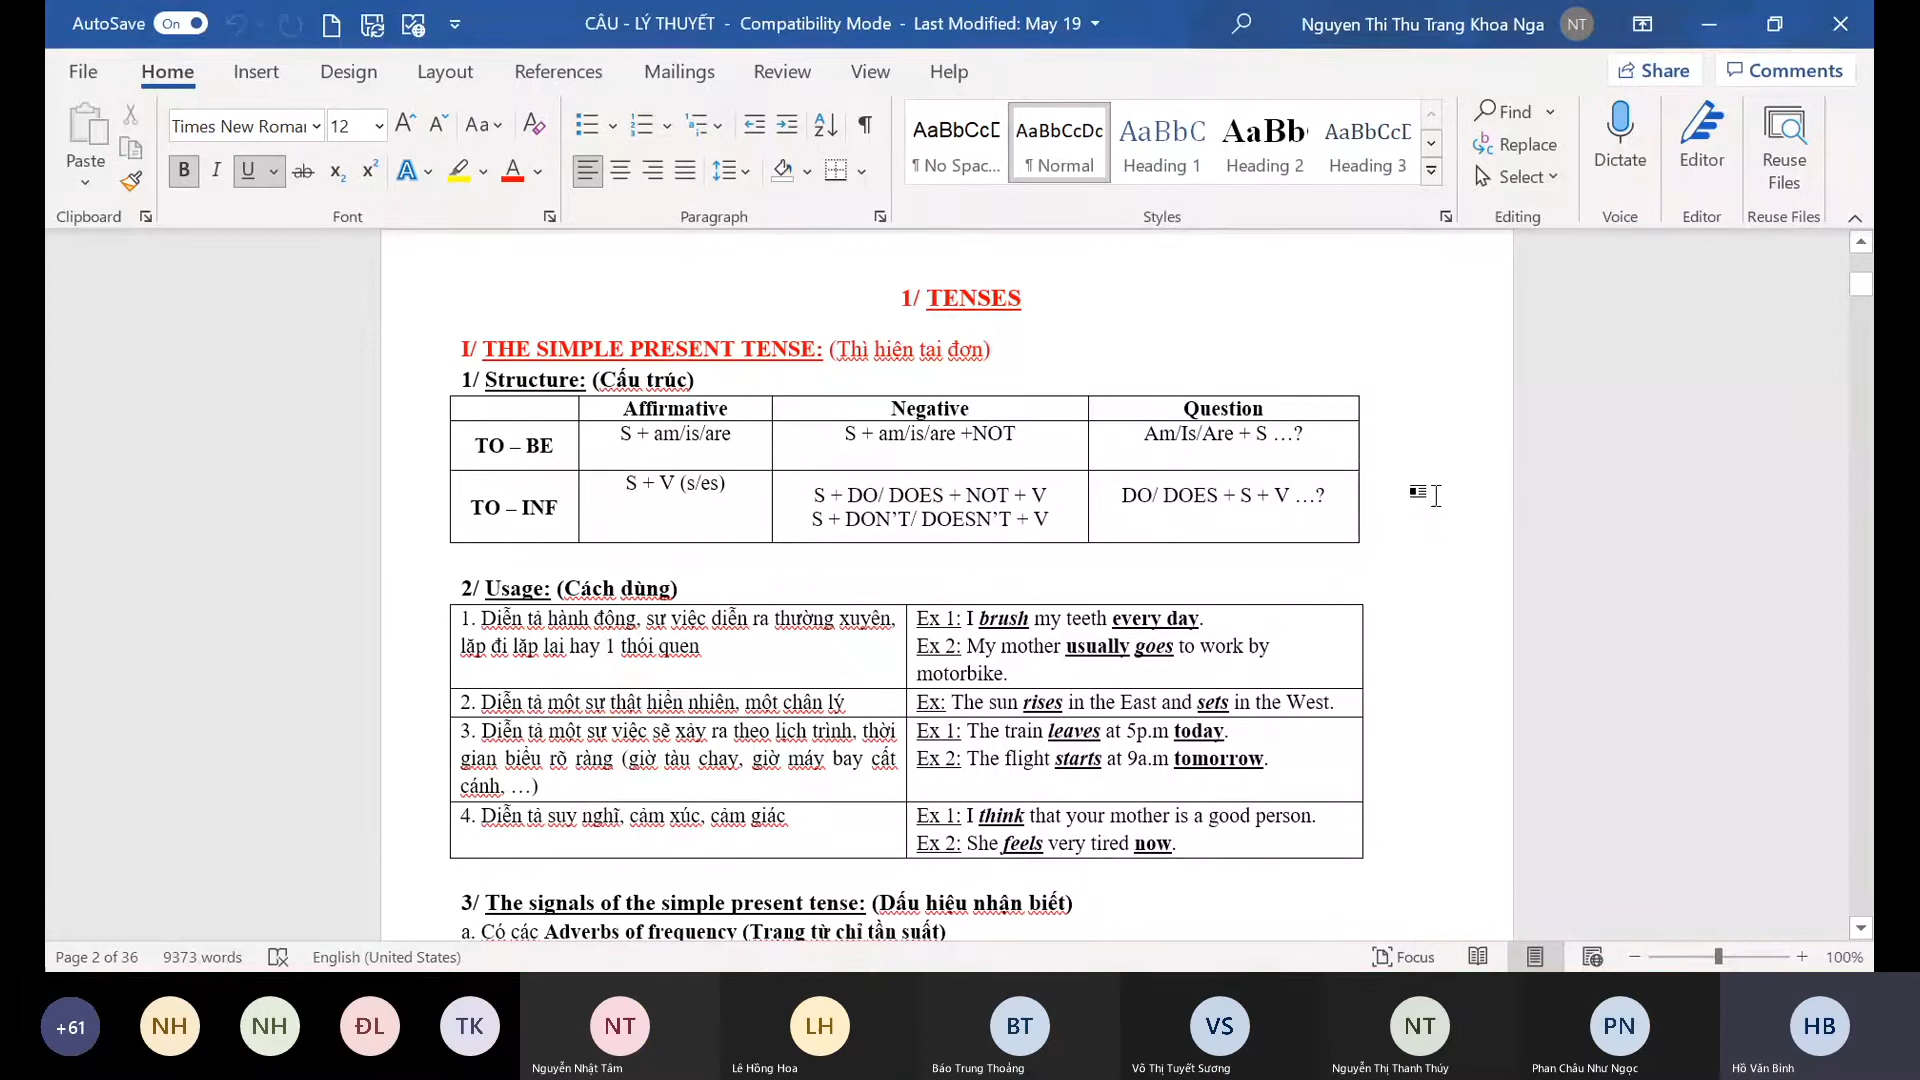 AutoSave On CÂU - LÝ THUYẾT - Compatibility Mode - Last Modified: May 19 Nguyen Thi Thu Trang Khoa Nga NT
File Home Insert Design Layout References Mailings Review View Help Share Comments
Times New Romaı 12 Aa A AaBbCcD AaBbCcDc AaBbC AaBb AaBbCcD Find
Paste B I U ab x₂ x² A A ¶ No Spac... ¶ Normal Heading 1 Heading 2 Heading 3 Replace Dictate Editor Reuse
Select Files
Clipboard Font Paragraph Styles Editing Voice Editor Reuse Files
1/ TENSES
I/ THE SIMPLE PRESENT TENSE: (Thì hiện tại đơn)
1/ Structure: (Cấu trúc)
Affirmative Negative Question
TO – BE S + am/is/are S + am/is/are +NOT Am/Is/Are + S …?
TO – INF S + V (s/es) S + DO/ DOES + NOT + V DO/ DOES + S + V …?
S + DON'T/ DOESN'T + V
2/ Usage: (Cách dùng)
1. Diễn tả hành động, sự việc diễn ra thường xuyên,
lặp đi lặp lại hay 1 thói quen
Ex 1: I brush my teeth every day.
Ex 2: My mother usually goes to work by
motorbike.
2. Diễn tả một sự thật hiển nhiên, một chân lý
Ex: The sun rises in the East and sets in the West.
3. Diễn tả một sự việc sẽ xảy ra theo lịch trình, thời
gian biểu rõ ràng (giờ tàu chạy, giờ máy bay cất
cánh, …)
Ex 1: The train leaves at 5p.m today.
Ex 2: The flight starts at 9a.m tomorrow.
4. Diễn tả suy nghĩ, cảm xúc, cảm giác
Ex 1: I think that your mother is a good person.
Ex 2: She feels very tired now.
3/ The signals of the simple present tense: (Dấu hiệu nhận biết)
a. Có các Adverbs of frequency (Trạng từ chỉ tần suất)
Page 2 of 36 9373 words English (United States) Focus 100%
+61 NH NH ĐL TK NT LH BT VS NT PN HB
Nguyễn Nhật Tâm Lê Hồng Hoa Báo Trung Thoảng Võ Thị Tuyết Sương Nguyễn Thị Thanh Thúy Phan Châu Như Ngọc Hồ Văn Bình